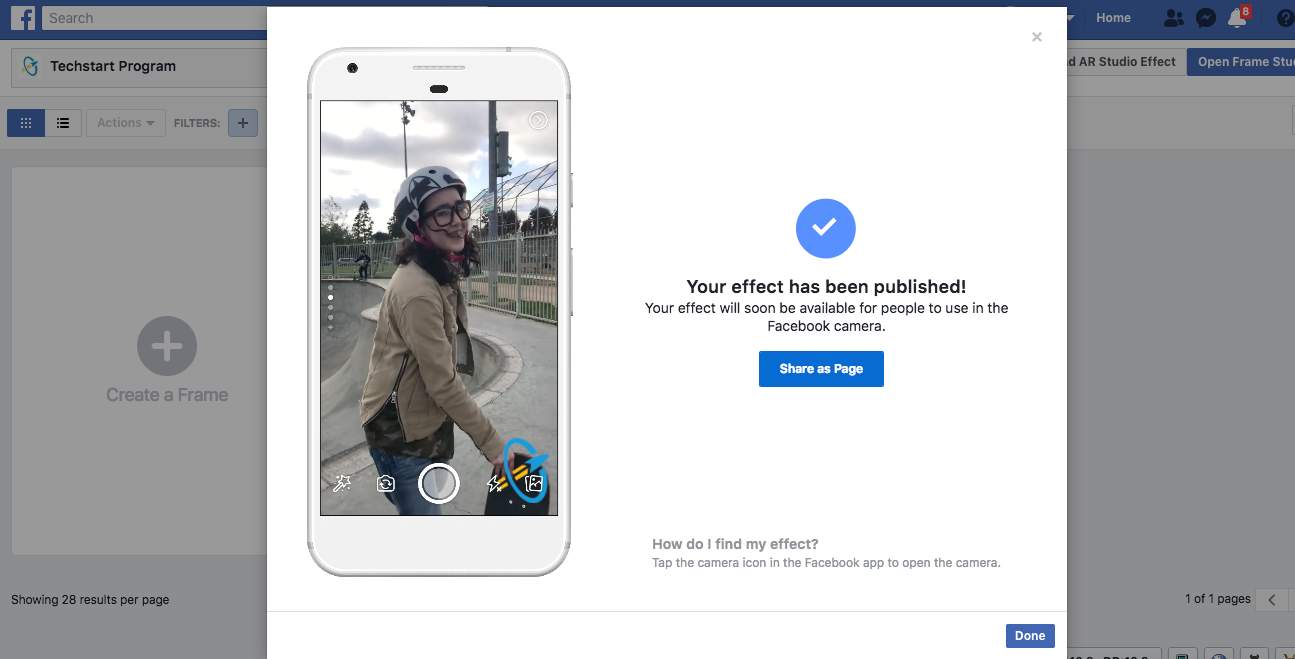 Search
Home
8
Techstart Program
d AR Studio Effect
Open Frame Stu
Actions
FILTERS:
Your effect has been published!
Your effect will soon be available for people to use in the
Facebook camera.
Share as Page
Create a Frame
How do I find my effect?
Tap the camera icon in the Facebook app to open the camera.
Showing 28 results per page
1 of 1 pages
Done